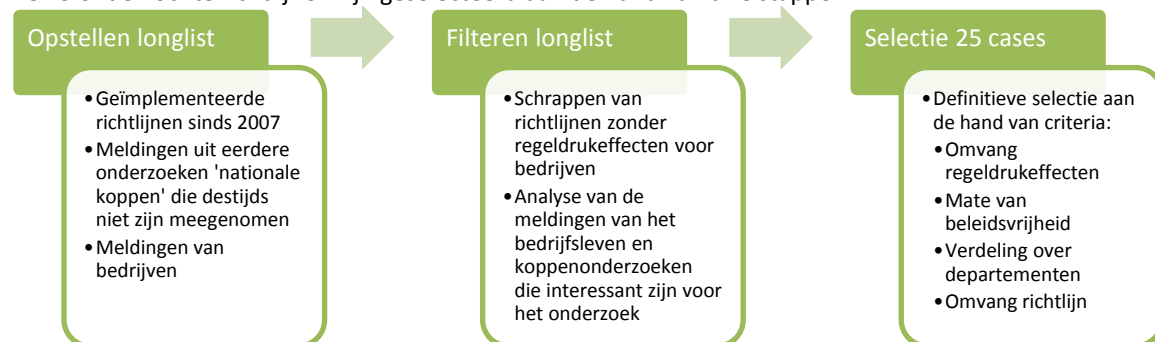 Opstellen longlist
•Geïmplementeerde
richtlijnen sinds 2007
•Meldingen uit eerdere
onderzoeken 'nationale
koppen' die destijds
niet zijn meegenomen
•Meldingen van
bedrijven
Filteren longlist
•Schrappen van
richtlijnen zonder
regeldrukeffecten voor
bedrijven
•Analyse van de
meldingen van het
bedrijfsleven en
koppenonderzoeken
die interessant zijn voor
het onderzoek
Selectie 25 cases
•Definitieve selectie aan
de hand van criteria:
•Omvang
regeldrukeffecten
•Mate van
beleidsvrijheid
•Verdeling over
departementen
•Omvang richtlijn